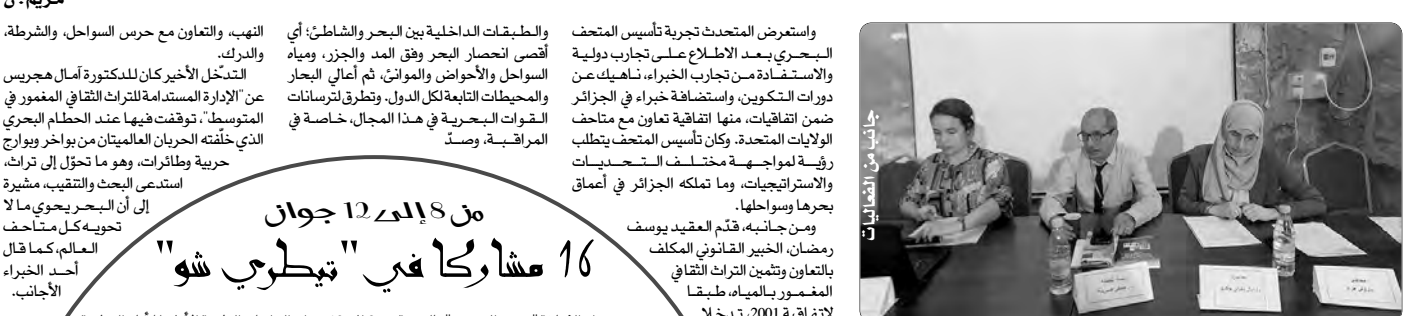 واستعرض المتحدث تجربة تأسيس المتحف
البحري بعد الاطلاع على تجارب دولية
والاستفادة من تجارب الخبراء، ناهيك عن
دورات التكوين، واستضافة خبراء في الجزائر
ضمن اتفاقيات، منها اتفاقية تعاون مع متاحف
الولايات المتحدة. وكان تأسيس المتحف يتطلب
رؤية لمواجهة مختلف التحديات
والاستراتيجيات، وما تملكه الجزائر في أعماق
بحرها وسواحلها.
ومن جانبه، قدّم العقيد يوسف
رمضان، الخبير القانوني المكلف
بالتعاون وتثمين التراث الثقافي
المغمور بالمياه، طبقا
لاتفاقية 2001، تدخلا
والطبقات الداخلية بين البحر والشاطئ؛ أي
أقصى انحصار البحر وفق المد والجزر، ومياه
السواحل والأحواض والموانئ، ثم أعالي البحار
والمحيطات التابعة لكل الدول. وتطرق لترسانات
القوات البحرية في هذا المجال، خاصة في
المراقبة، وصدّ
النهب، والتعاون مع حرس السواحل، والشرطة،
والدرك.
التدخّل الأخير كان للدكتورة آمال هجريس
عن "الإدارة المستدامة للتراث الثقافي المغمور في
المتوسط"، توقفت فيها عند الحطام البحري
الذي خلّفته الحربان العالميتان من بواخر وبوارج
حربية وطائرات، وهو ما تحوّل إلى تراث،
استدعى البحث والتنقيب، مشيرة
إلى أن البحر يحوي ما لا
تحويه كل متاحف
العالم، كما قال
أحد الخبراء
الأجانب.
من 8 إلى 12 جوان
16 مشاركا في "تيطري شو"
جانب من الفعاليات